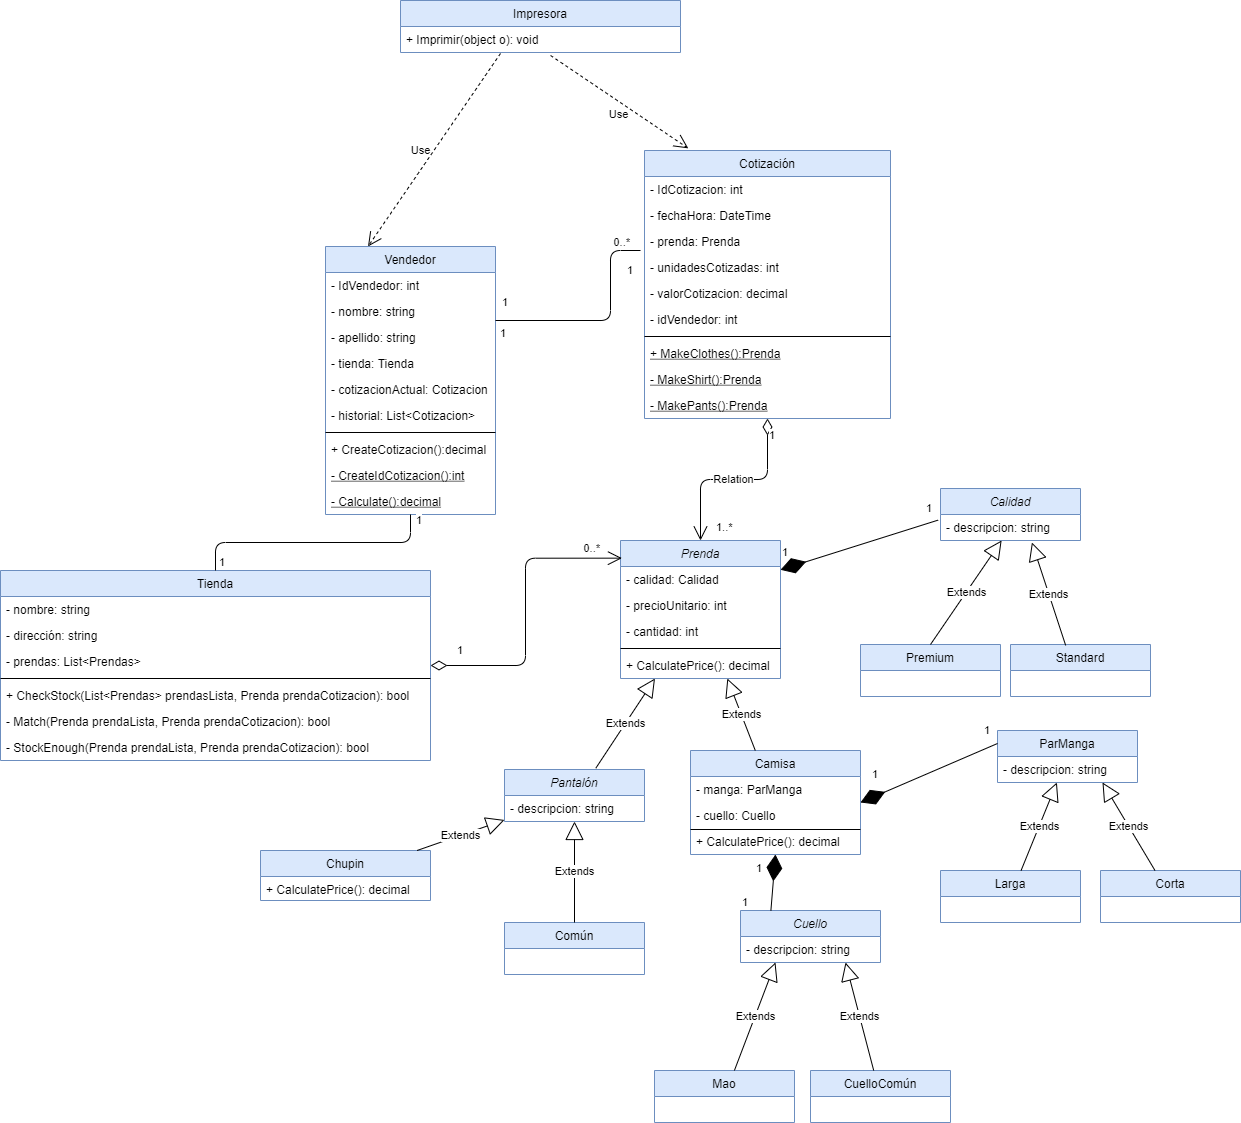 Impresora
+ Imprimir(object o): void
Use
Use
Cotización
- IdCotizacion: int
- fechaHora: DateTime
- prenda: Prenda
- unidadesCotizadas: int
- valorCotizacion: decimal
- idVendedor: int
+ MakeClothes():Prenda
- MakeShirt():Prenda
- MakePants():Prenda
0..*
1
1
1
Vendedor
- IdVendedor: int
- nombre: string
- apellido: string
- tienda: Tienda
- cotizacionActual: Cotizacion
- historial: List<Cotizacion>
+ CreateCotizacion():decimal
- CreateIdCotizacion():int
- Calculate():decimal
1
1
1
Relation
1..*
Tienda
- nombre: string
- dirección: string
- prendas: List<Prendas>
+ CheckStock(List<Prendas> prendasLista, Prenda prendaCotizacion): bool
- Match(Prenda prendaLista, Prenda prendaCotizacion): bool
- StockEnough(Prenda prendaLista, Prenda prendaCotizacion): bool
1
0..*
Prenda
- calidad: Calidad
- precioUnitario: int
- cantidad: int
+ CalculatePrice(): decimal
1
1
Calidad
- descripcion: string
Extends
Extends
Premium
Standard
Extends
Extends
Pantalón
- descripcion: string
Extends
Chupin
+ CalculatePrice(): decimal
Extends
Común
Camisa
- manga: ParManga
- cuello: Cuello
+ CalculatePrice(): decimal
1
1
ParManga
- descripcion: string
Extends
Extends
Larga
Corta
1
1
Cuello
- descripcion: string
Extends
Extends
Mao
CuelloComún